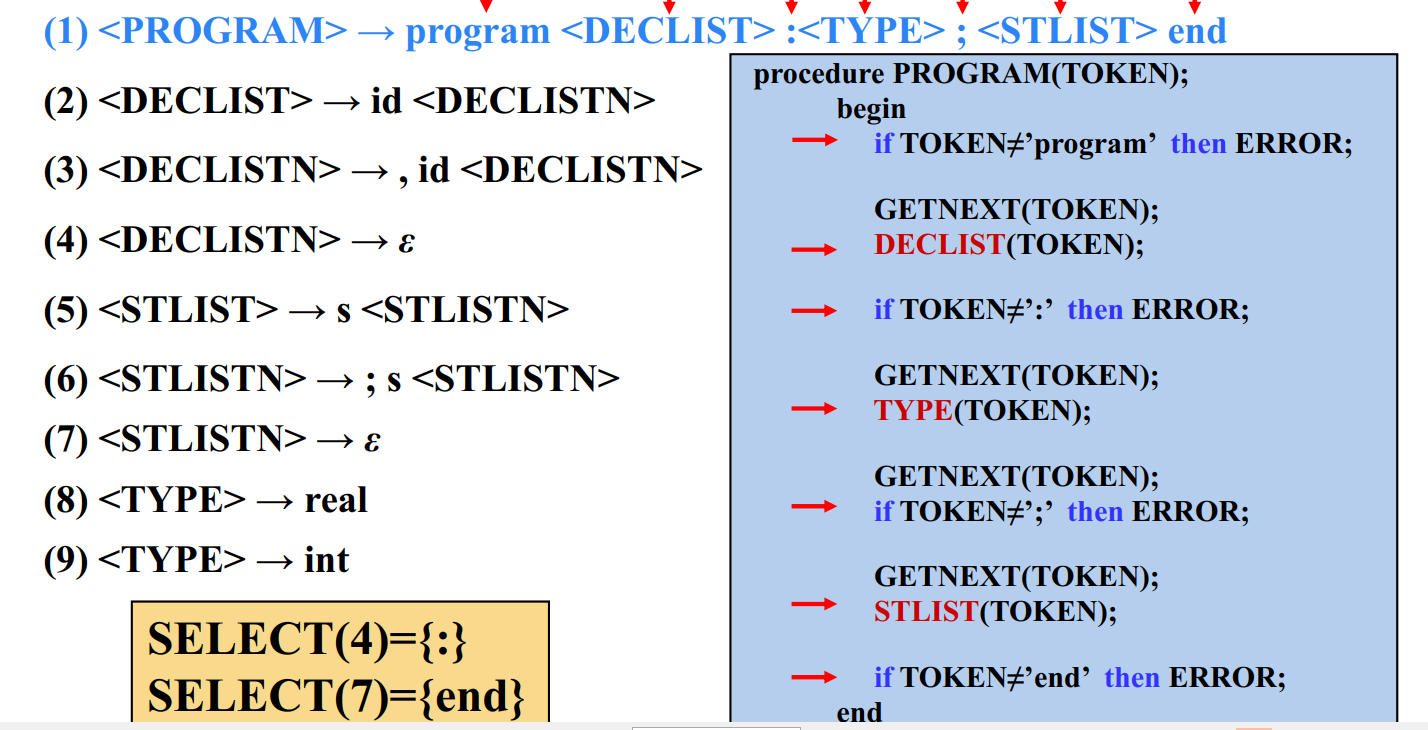 (1) <PROGRAM> → program <DECLIST> :<TYPE> ; <STLIST> end
(2) <DECLIST> → id <DECLISTN>
(3) <DECLISTN> → , id <DECLISTN>
(4) <DECLISTN> → ε
(5) <STLIST> → s <STLISTN>
(6) <STLISTN> → ; s <STLISTN>
(7) <STLISTN> → ε
(8) <TYPE> → real
(9) <TYPE> → int
SELECT(4)={:}
SELECT(7)={end}
procedure PROGRAM(TOKEN);
begin
if TOKEN≠’program’ then ERROR;
GETNEXT(TOKEN);
DECLIST(TOKEN);
if TOKEN≠’:’ then ERROR;
GETNEXT(TOKEN);
TYPE(TOKEN);
GETNEXT(TOKEN);
if TOKEN≠’;’ then ERROR;
GETNEXT(TOKEN);
STLIST(TOKEN);
if TOKEN≠’end’ then ERROR;
end